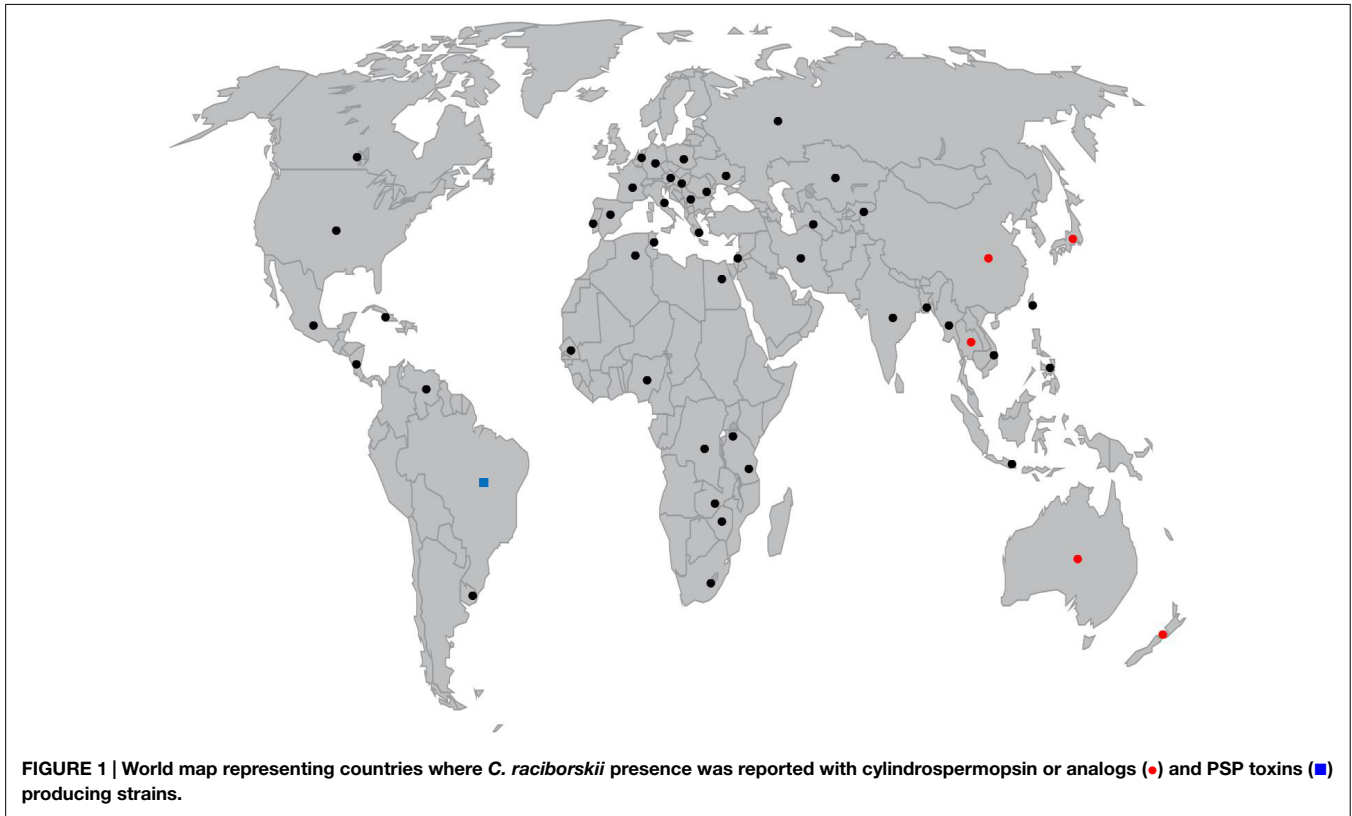 FIGURE 1 | World map representing countries where C. raciborskii presence was reported with cylindrospermopsin or analogs (●) and PSP toxins (■)
producing strains.